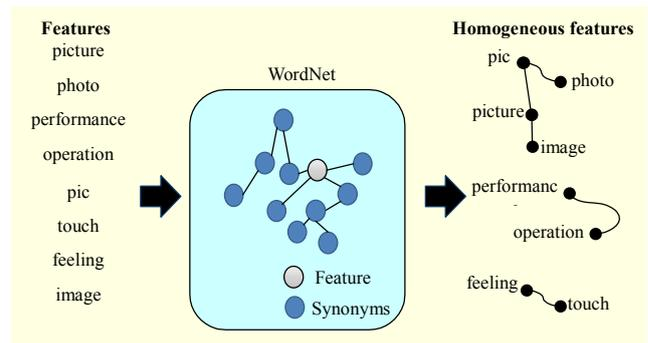 Features
picture
photo
performance
operation
pic
touch
feeling
image
WordNet
Feature
Synonyms
Homogeneous features
pic
photo
picture
image
performanc
operation
feeling
touch